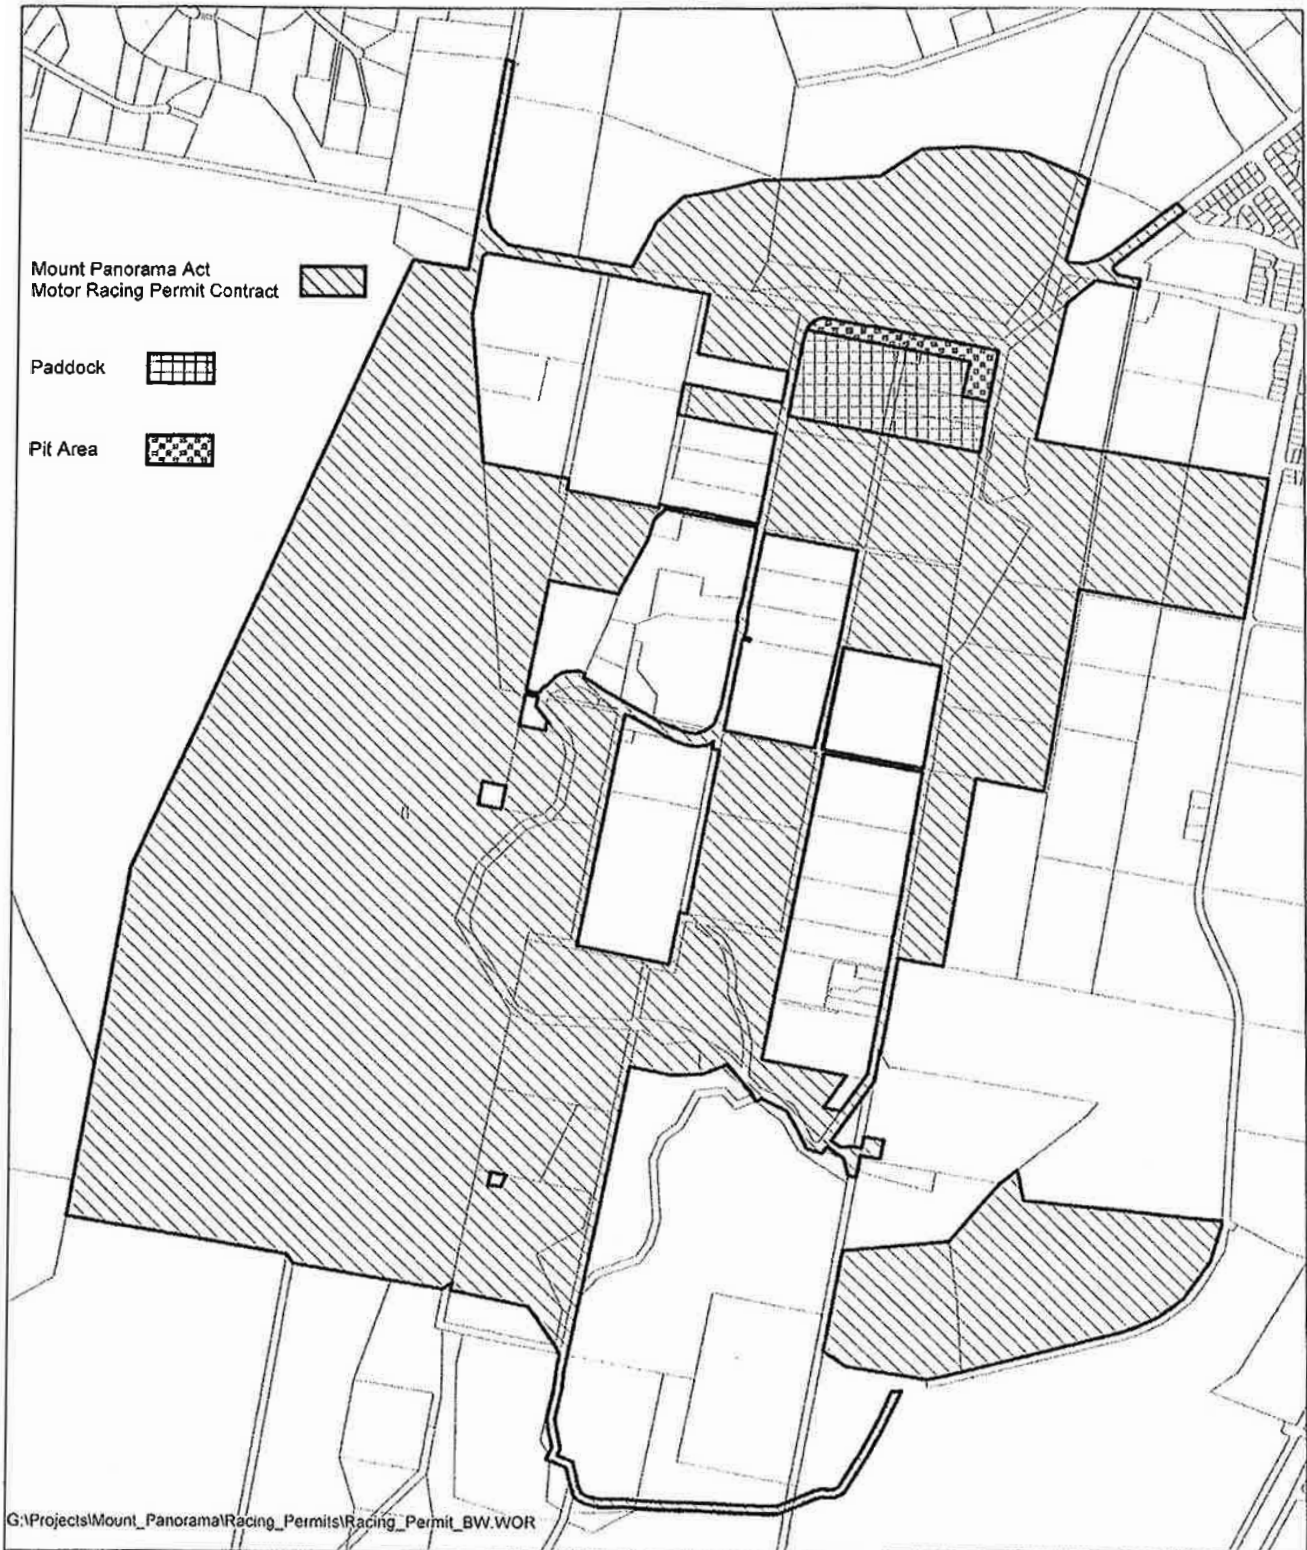 Mount Panorama Act
Motor Racing Permit Contract
Paddock
Pit Area
G:\Projects\Mount_Panorama\Racing_Permits\Racing_Permit_BW.WOR